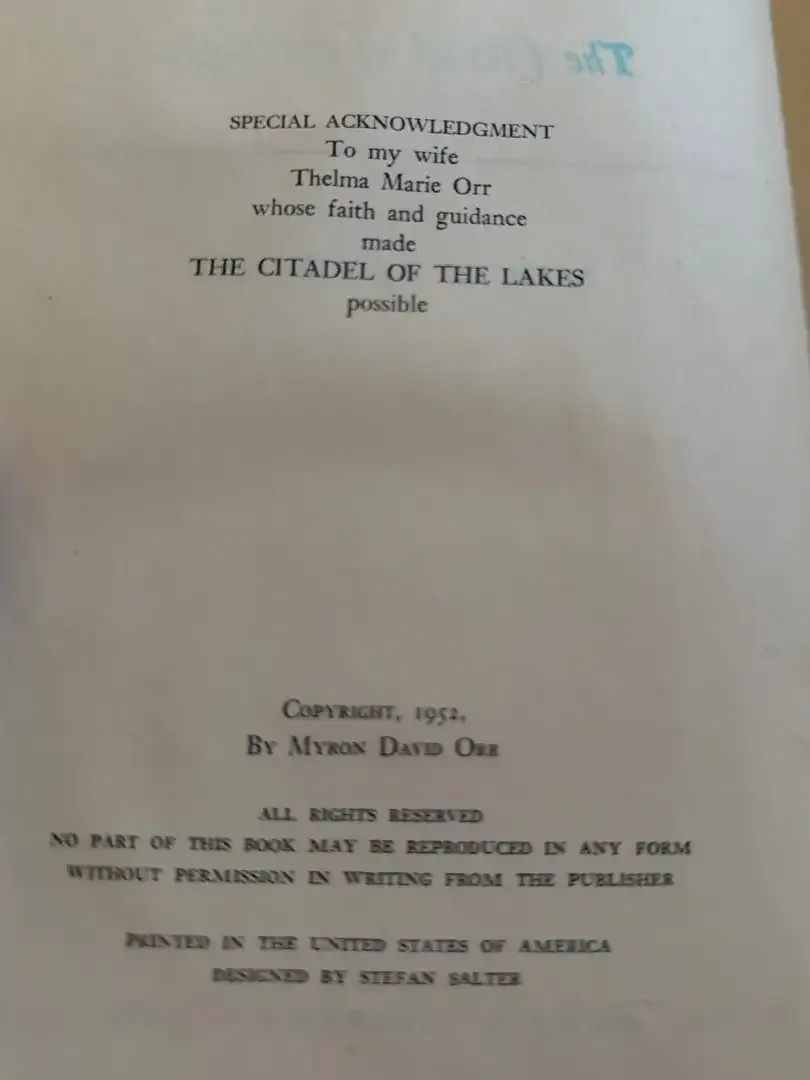 The
SPECIAL ACKNOWLEDGMENT
To my wife
Thelma Marie Orr
whose faith and guidance
made
THE CITADEL OF THE LAKES
possible
COPYRIGHT, 1952,
BY MYRON DAVID ORR
ALL RIGHTS RESERVED
NO PART OF THIS BOOK MAY BE REPRODUCED IN ANY FORM
WITHOUT PERMISSION IN WRITING FROM THE PUBLISHER
PRINTED IN THE UNITED STATES OF AMERICA
DESIGNED BY STEFAN SALTER